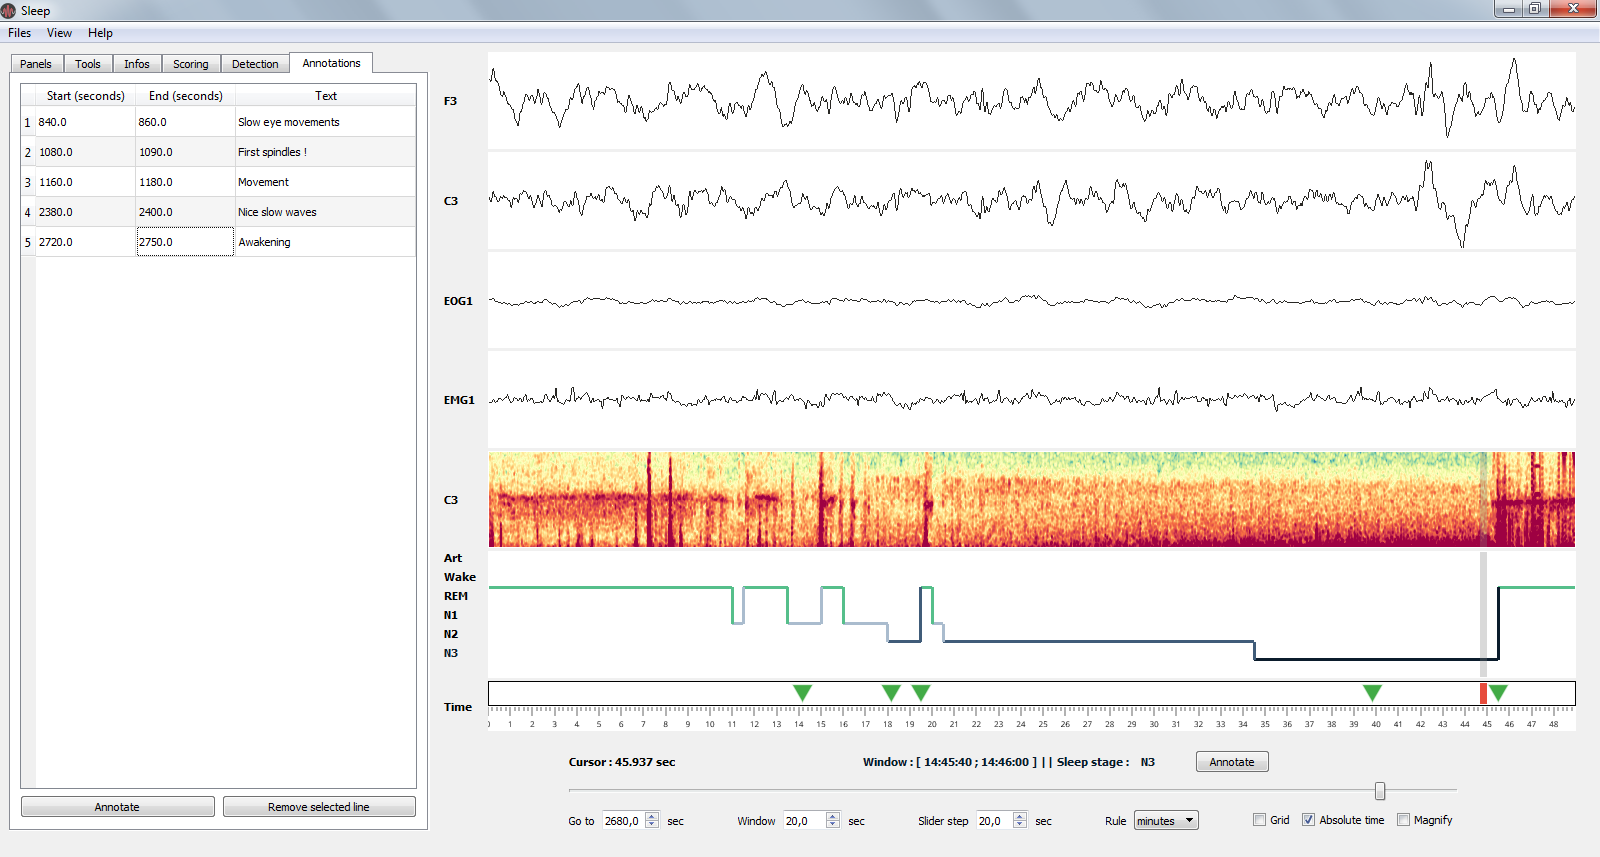 Sleep
Files View Help
Panels Tools Infos Scoring Detection Annotations
Start (seconds) End (seconds) Text
1 840.0 860.0 Slow eye movements
2 1080.0 1090.0 First spindles !
3 1160.0 1180.0 Movement
4 2380.0 2400.0 Nice slow waves
5 2720.0 2750.0 Awakening
Annotate Remove selected line
F3
C3
EOG1
EMG1
C3
Art
Wake
REM
N1
N2
N3
Time
0 1 2 3 4 5 6 7 8 9 10 11 12 13 14 15 16 17 18 19 20 21 22 23 24 25 26 27 28 29 30 31 32 33 34 35 36 37 38 39 40 41 42 43 44 45 46 47 48
Cursor : 45.937 sec Window : [ 14:45:40 ; 14:46:00 ] || Sleep stage : N3 Annotate
Go to 2680,0 sec Window 20,0 sec Slider step 20,0 sec Rule minutes Grid Absolute time Magnify